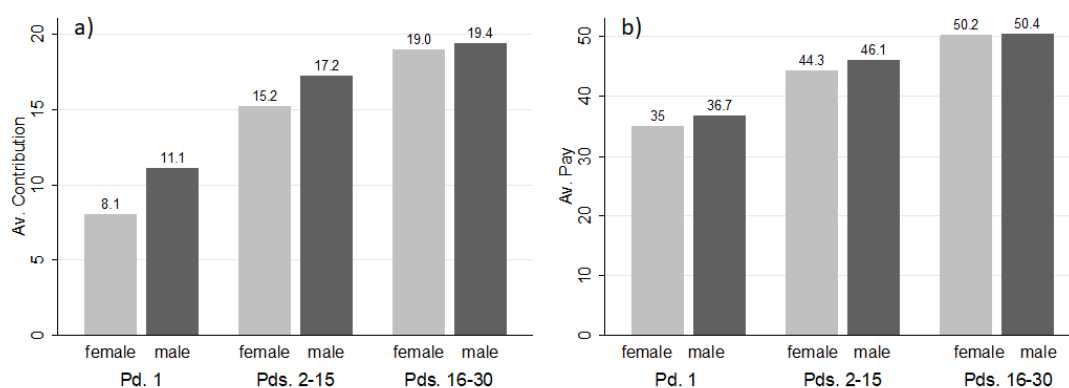 a)
Av. Contribution
20
15
10
5
0
8.1
11.1
15.2
17.2
19.0
19.4
female male female male female male
Pd. 1 Pds. 2-15 Pds. 16-30
b)
Av. Pay
50
40
30
20
10
0
35
36.7
44.3
46.1
50.2
50.4
female male female male female male
Pd. 1 Pds. 2-15 Pds. 16-30